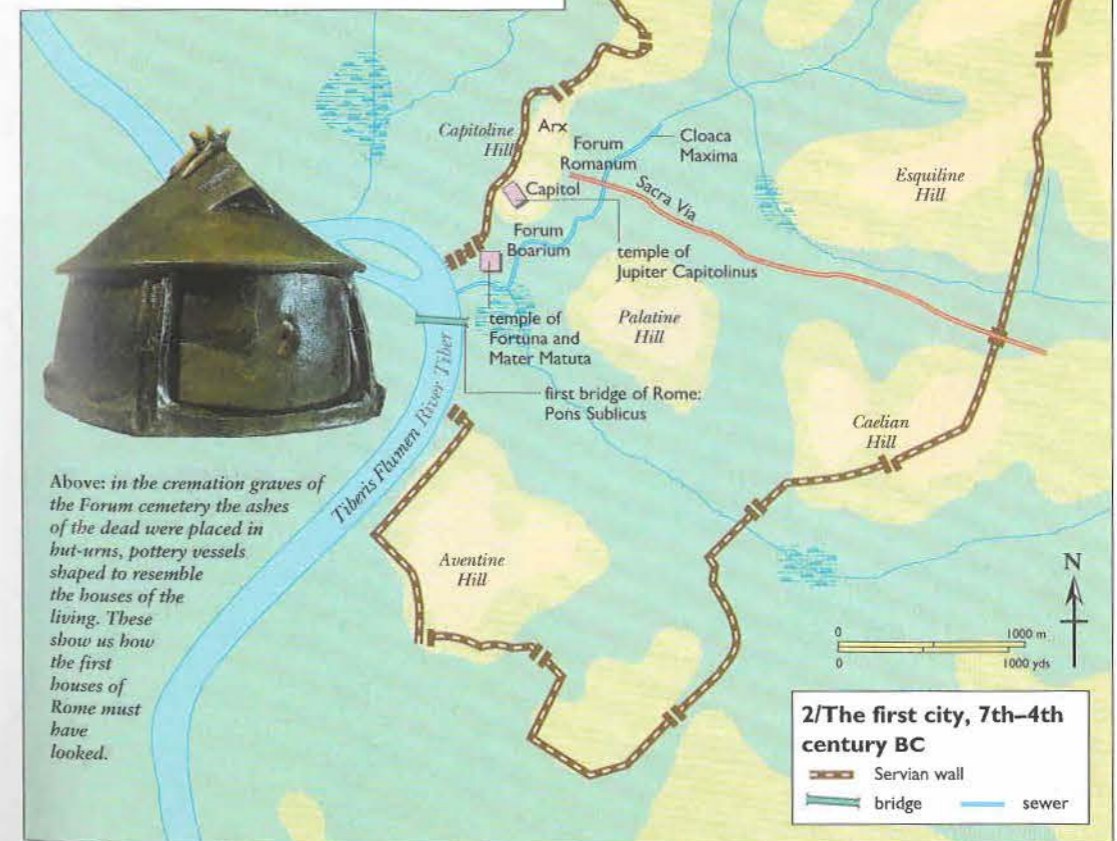 Capitoline
Hill
Arx
Forum
Romanum
Cloaca
Maxima
Esquiline
Hill
Capitol
Sacra Via
Forum
Boarium
temple of
Jupiter Capitolinus
temple of
Fortuna and
Mater Matuta
Palatine
Hill
first bridge of Rome:
Pons Sublicus
Tiberis Flumen River Tiber
Caelian
Hill
Above: in the cremation graves of
the Forum cemetery the ashes
of the dead were placed in
hut-urns, pottery vessels
shaped to resemble
the houses of the
living. These
show us how
the first
houses of
Rome must
have
looked.
Aventine
Hill
N
0 1000 m
0 1000 yds
2/The first city, 7th–4th
century BC
Servian wall
bridge sewer